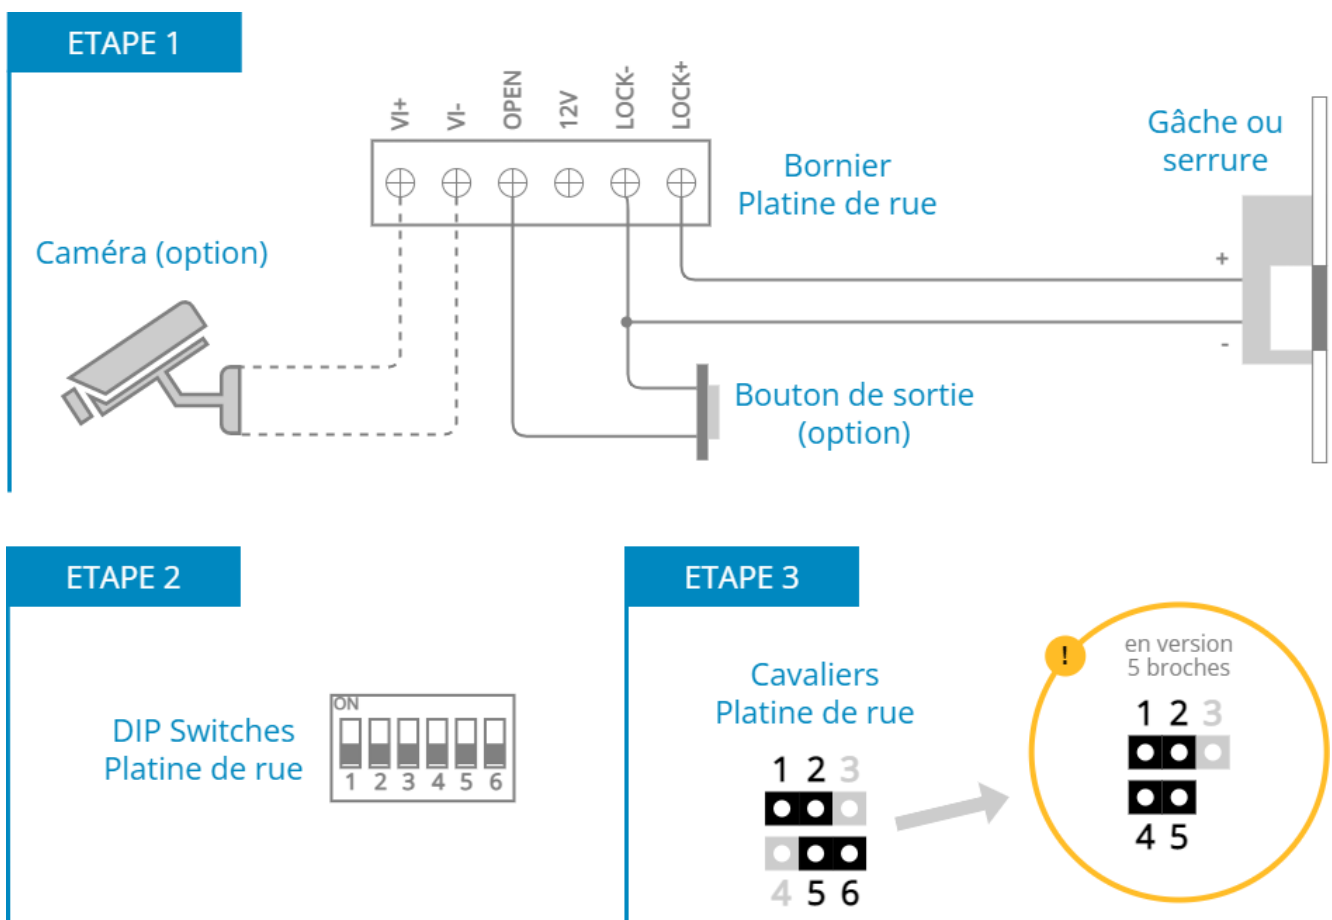 ETAPE 1
VI+
VI-
OPEN
12V
LOCK-
LOCK+
Bornier
Platine de rue
Gâche ou
serrure
Caméra (option)
+
-
Bouton de sortie
(option)
ETAPE 2
DIP Switches
Platine de rue
ON
1 2 3 4 5 6
ETAPE 3
Cavaliers
Platine de rue
1 2 3
4 5 6
!
en version
5 broches
1 2 3
4 5